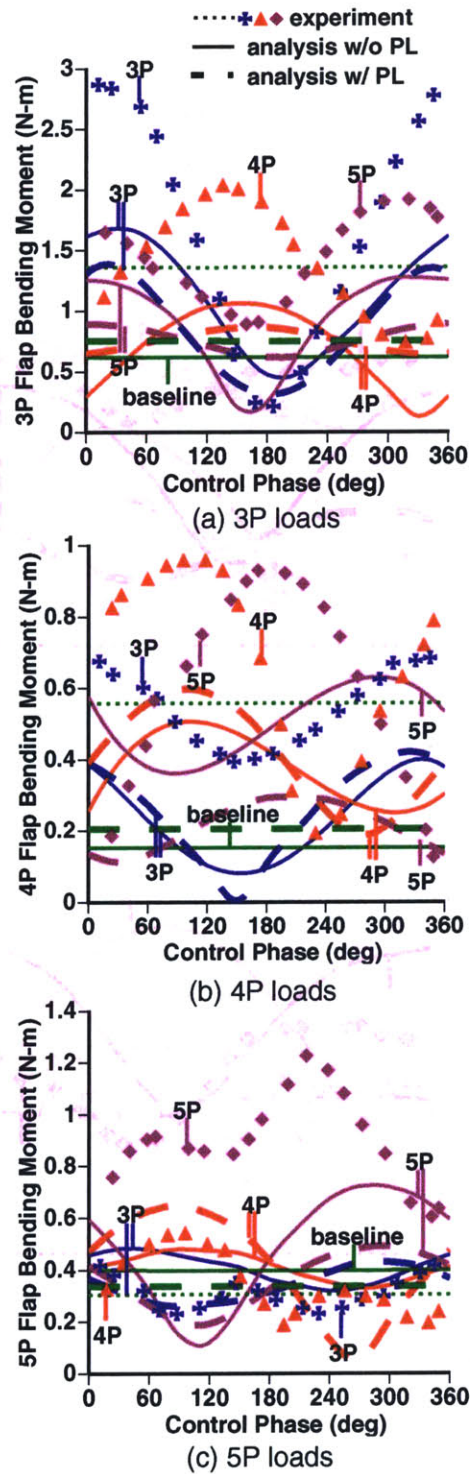 experiment
analysis w/o PL
analysis w/ PL
3P Flap Bending Moment (N-m)
3
2.5
2
1.5
1
0.5
0
3P
4P
5P
3P
5P
baseline
4P
0 60 120 180 240 300 360
Control Phase (deg)
(a) 3P loads
4P Flap Bending Moment (N-m)
1
0.8
0.6
0.4
0.2
0
3P
5P
4P
5P
baseline
3P
4P
5P
0 60 120 180 240 300 360
Control Phase (deg)
(b) 4P loads
5P Flap Bending Moment (N-m)
1.4
1.2
1
0.8
0.6
0.4
0.2
0
5P
3P
4P
5P
baseline
4P
3P
0 60 120 180 240 300 360
Control Phase (deg)
(c) 5P loads